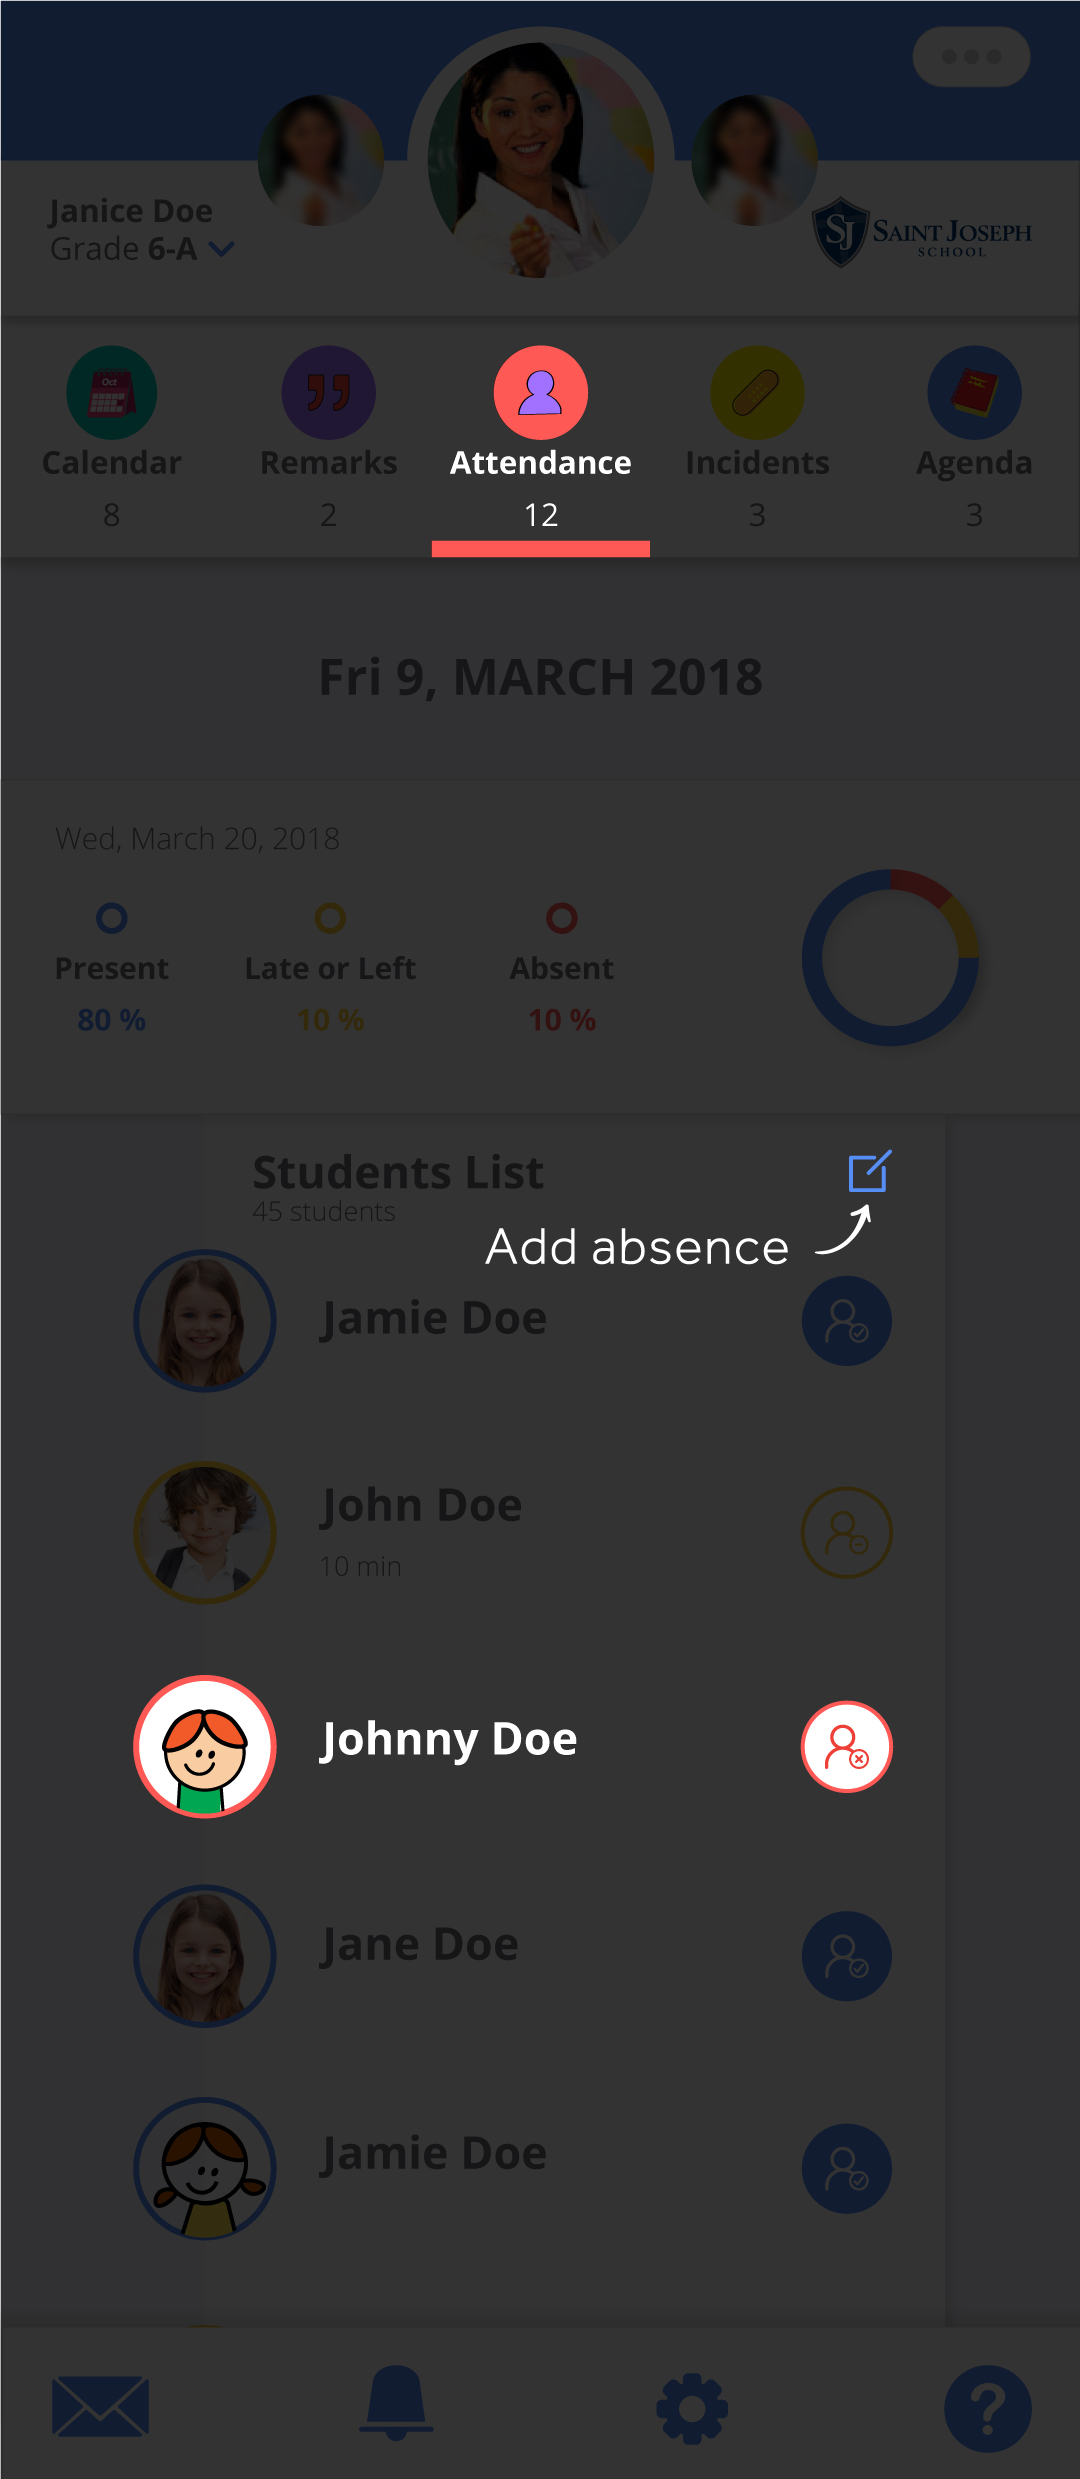 Janice Doe
Grade 6-A
SJ SAINT JOSEPH
SCHOOL
Oct
Calendar Remarks Attendance Incidents Agenda
8 2 12 3 3
Fri 9, MARCH 2018
Wed, March 20, 2018
Present Late or Left Absent
80 % 10 % 10 %
Students List
45 students
Add absence
Jamie Doe
John Doe
10 min
Johnny Doe
Jane Doe
Jamie Doe